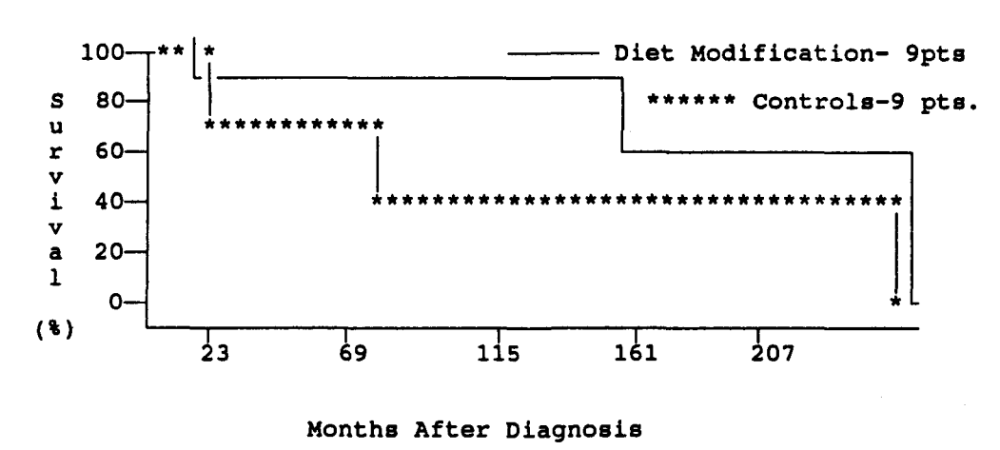 100
** *
Diet Modification- 9pts
80
****** Controls-9 pts.
************
60
40
***********************************
20
0
*
Survival
(%)
23 69 115 161 207
Months After Diagnosis